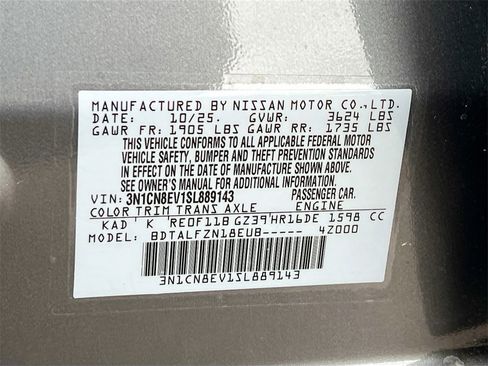 MANUFACTURED BY NISSAN MOTOR CO., LTD.
DATE: 10/25. GVWR: 3624 LBS
GAWR FR: 1905 LBS GAWR RR: 1735 LBS
THIS VEHICLE CONFORMS TO ALL APPLICABLE FEDERAL MOTOR
VEHICLE SAFETY, BUMPER AND THEFT PREVENTION STANDARDS
IN EFFECT ON THE DATE OF MANUFACTURE SHOWN ABOVE.
SEE OWNER'S MANUAL FOR ADDITIONAL INFORMATION
VIN: 3N1CN8EV1SL889143 PASSENGER CAR.
COLOR TRIM TRANS AXLE ENGINE
KAD K RE0F11B GZ39 HR16DE 1598 CC
MODEL: BDTALFZN18EUB----- 4Z000
3N1CN8EV1SL889143